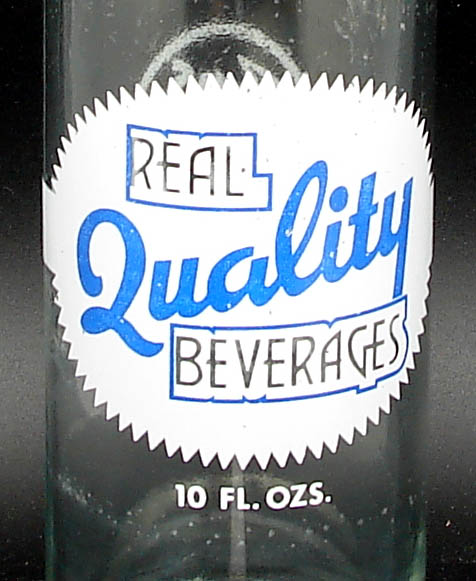 REAL
Quality
BEVERAGES
10 FL. OZS.